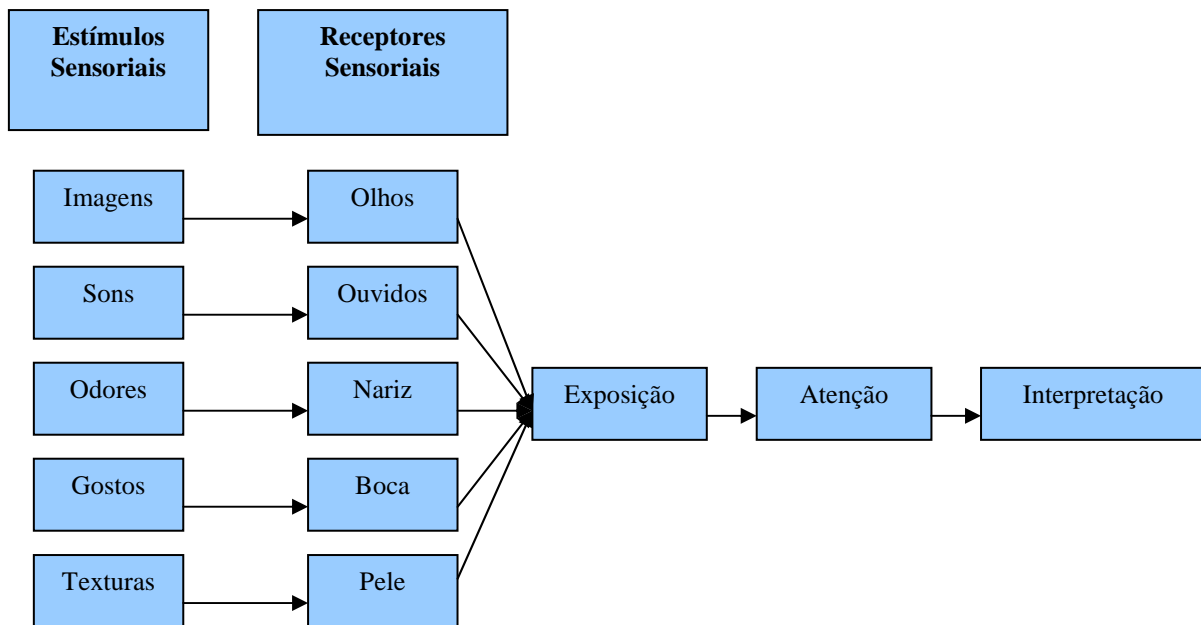 Estímulos
Sensoriais
Receptores
Sensoriais
Imagens
Olhos
Sons
Ouvidos
Odores
Nariz
Exposição
Atenção
Interpretação
Gostos
Boca
Texturas
Pele